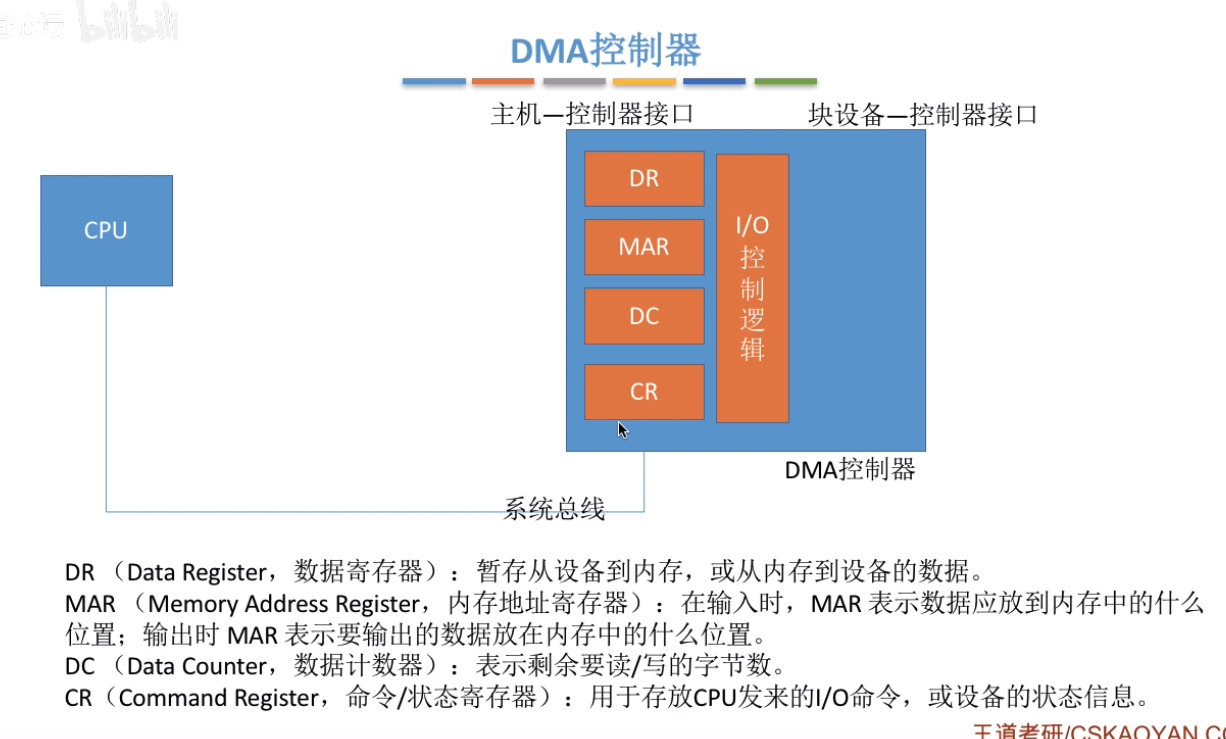 bilibili
DMA控制器
主机—控制器接口
块设备—控制器接口
CPU
DR
MAR
DC
CR
I/O
控
制
逻
辑
DMA控制器
系统总线
DR （Data Register，数据寄存器）：暂存从设备到内存，或从内存到设备的数据。
MAR （Memory Address Register，内存地址寄存器）：在输入时，MAR 表示数据应放到内存中的什么
位置；输出时 MAR 表示要输出的数据放在内存中的什么位置。
DC （Data Counter，数据计数器）：表示剩余要读/写的字节数。
CR（Command Register，命令/状态寄存器）：用于存放CPU发来的I/O命令，或设备的状态信息。
王道考研/CSKAOYAN.CO